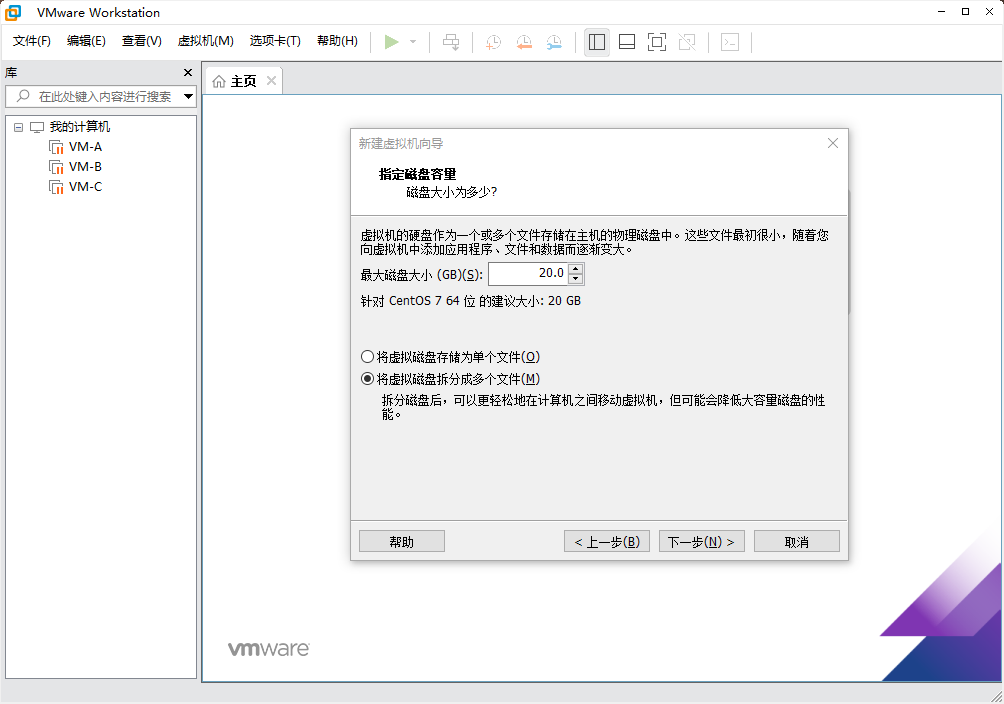 VMware Workstation
文件(F) 编辑(E) 查看(V) 虚拟机(M) 选项卡(T) 帮助(H)
库
主页
在此处键入内容进行搜索
我的计算机
VM-A
VM-B
VM-C
新建虚拟机向导
指定磁盘容量
磁盘大小为多少?
虚拟机的硬盘作为一个或多个文件存储在主机的物理磁盘中。这些文件最初很小，随着您
向虚拟机中添加应用程序、文件和数据而逐渐变大。
最大磁盘大小 (GB)(S): 20.0
针对 CentOS 7 64 位 的建议大小: 20 GB
将虚拟磁盘存储为单个文件(O)
将虚拟磁盘拆分成多个文件(M)
拆分磁盘后，可以更轻松地在计算机之间移动虚拟机，但可能会降低大容量磁盘的性
能。
帮助 < 上一步(B) 下一步(N) > 取消
vmware